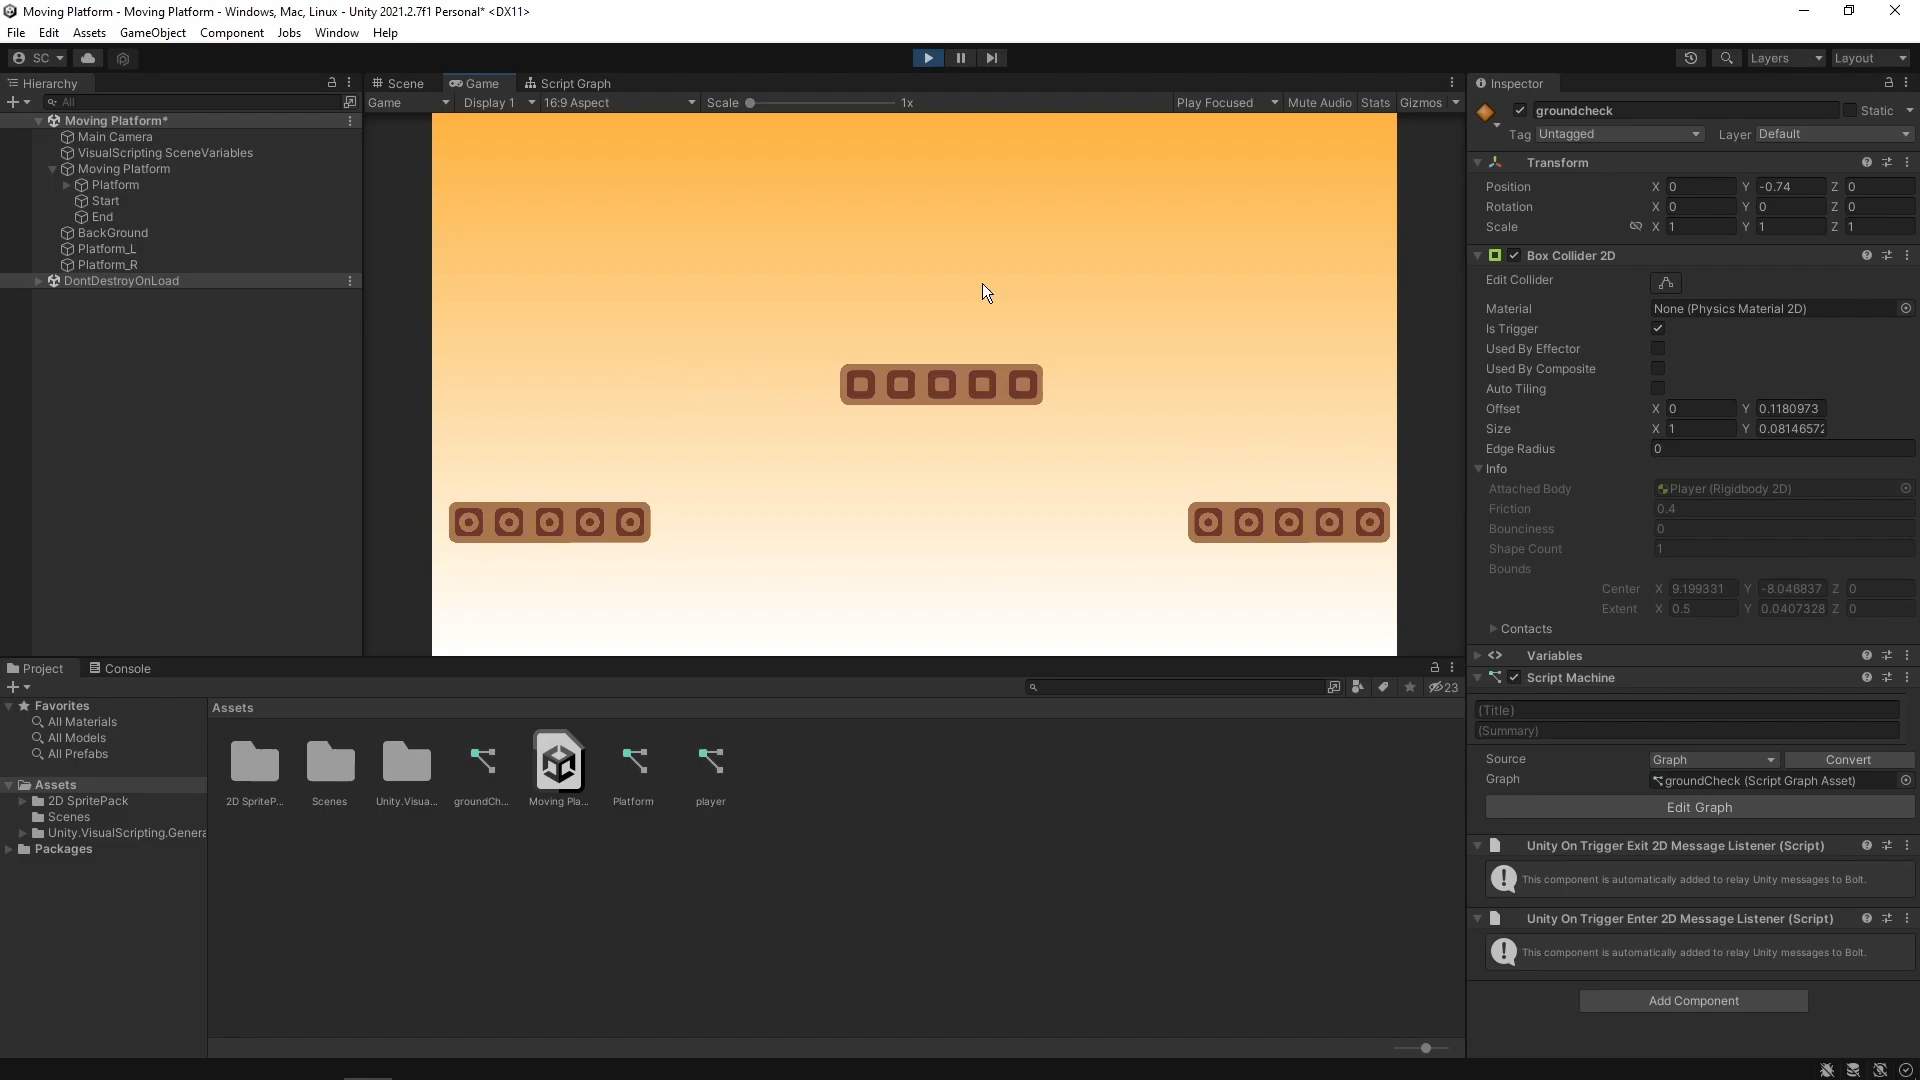 Moving Platform - Moving Platform - Windows, Mac, Linux - Unity 2021.2.7f1 Personal* <DX11>
File Edit Assets GameObject Component Jobs Window Help
SC Layers Layout
Hierarchy
All
Moving Platform*
Main Camera
VisualScripting SceneVariables
Moving Platform
Platform
Start
End
BackGround
Platform_L
Platform_R
DontDestroyOnLoad
Scene Game Script Graph
Game Display 1 16:9 Aspect Scale 1x Play Focused Mute Audio Stats Gizmos
Inspector
groundcheck Static
Tag Untagged Layer Default
Transform
Position X 0 Y -0.74 Z 0
Rotation X 0 Y 0 Z 0
Scale X 1 Y 1 Z 1
Box Collider 2D
Edit Collider
Material None (Physics Material 2D)
Is Trigger
Used By Effector
Used By Composite
Auto Tiling
Offset X 0 Y 0.1180973
Size X 1 Y 0.08146572
Edge Radius 0
Info
Attached Body Player (Rigidbody 2D)
Friction 0.4
Bounciness 0
Shape Count 1
Bounds
Center X 9.199331 Y -8.046837 Z 0
Extent X 0.5 Y 0.0407328 Z 0
Contacts
Variables
Script Machine
(Title)
(Summary)
Source Graph Convert
Graph groundCheck (Script Graph Asset)
Edit Graph
Unity On Trigger Exit 2D Message Listener (Script)
This component is automatically added to relay Unity messages to Bolt.
Unity On Trigger Enter 2D Message Listener (Script)
This component is automatically added to relay Unity messages to Bolt.
Add Component
Project Console
23
Favorites
All Materials
All Models
All Prefabs
Assets
2D SpritePack
Scenes
Unity.VisualScripting.Genera
Packages
Assets
2D SpriteP... Scenes Unity.Visua... groundCh... Moving Pla... Platform player